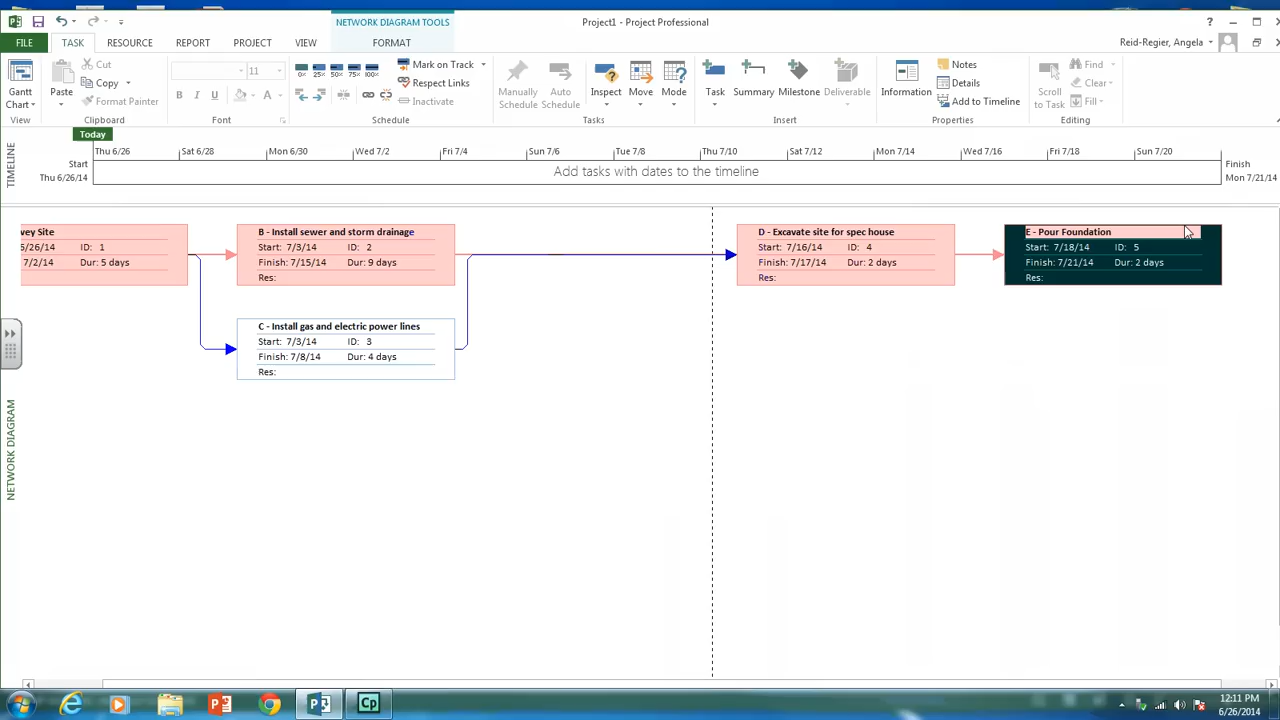 NETWORK DIAGRAM TOOLS
Project1 - Project Professional
FILE TASK RESOURCE REPORT PROJECT VIEW FORMAT
Reid-Regier, Angela
Gantt Chart
View
Paste
Cut
Copy
Format Painter
Clipboard
11
B I U A
Font
0% 25% 50% 75% 100%
Mark on Track
Respect Links
Inactivate
Schedule
Manually Schedule
Auto Schedule
Inspect
Move
Mode
Tasks
Task
Summary
Milestone
Deliverable
Insert
Information
Notes
Details
Add to Timeline
Properties
Scroll to Task
Find
Clear
Fill
Editing
Today
TIMELINE
Start
Thu 6/26/14
Thu 6/26 Sat 6/28 Mon 6/30 Wed 7/2 Fri 7/4 Sun 7/6 Tue 7/8 Thu 7/10 Sat 7/12 Mon 7/14 Wed 7/16 Fri 7/18 Sun 7/20
Add tasks with dates to the timeline
Finish
Mon 7/21/14
NETWORK DIAGRAM
vey Site
6/26/14 ID: 1
7/2/14 Dur: 5 days
B - Install sewer and storm drainage
Start: 7/3/14 ID: 2
Finish: 7/15/14 Dur: 9 days
Res:
C - Install gas and electric power lines
Start: 7/3/14 ID: 3
Finish: 7/8/14 Dur: 4 days
Res:
D - Excavate site for spec house
Start: 7/16/14 ID: 4
Finish: 7/17/14 Dur: 2 days
Res:
E - Pour Foundation
Start: 7/18/14 ID: 5
Finish: 7/21/14 Dur: 2 days
Res:
Cp
12:11 PM
6/26/2014